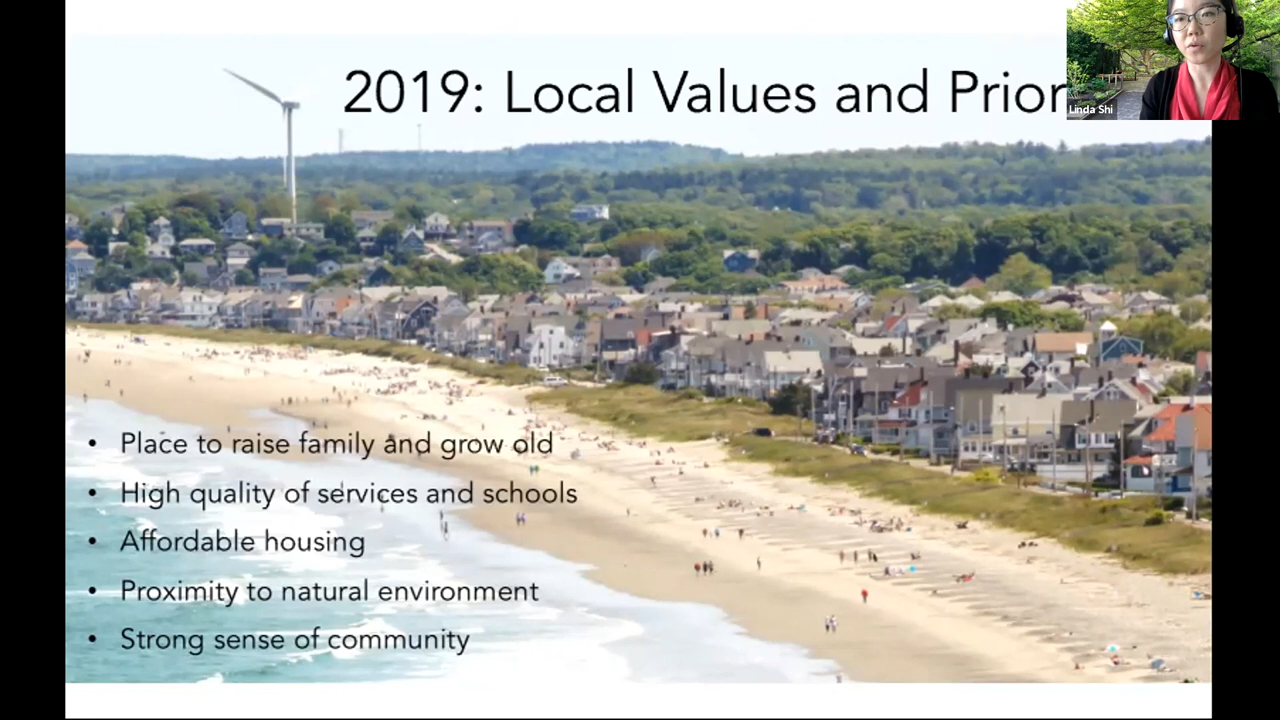 2019: Local Values and Prior
Linda Shi
• Place to raise family and grow old
• High quality of services and schools
• Affordable housing
• Proximity to natural environment
• Strong sense of community